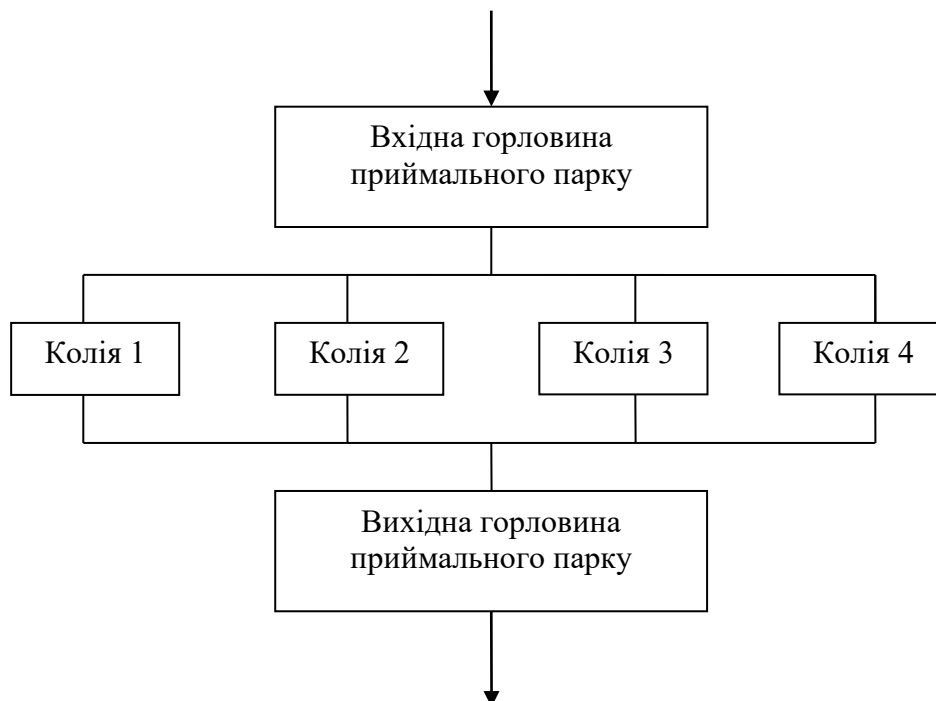 Вхідна горловина
приймального парку
Колія 1
Колія 2
Колія 3
Колія 4
Вихідна горловина
приймального парку